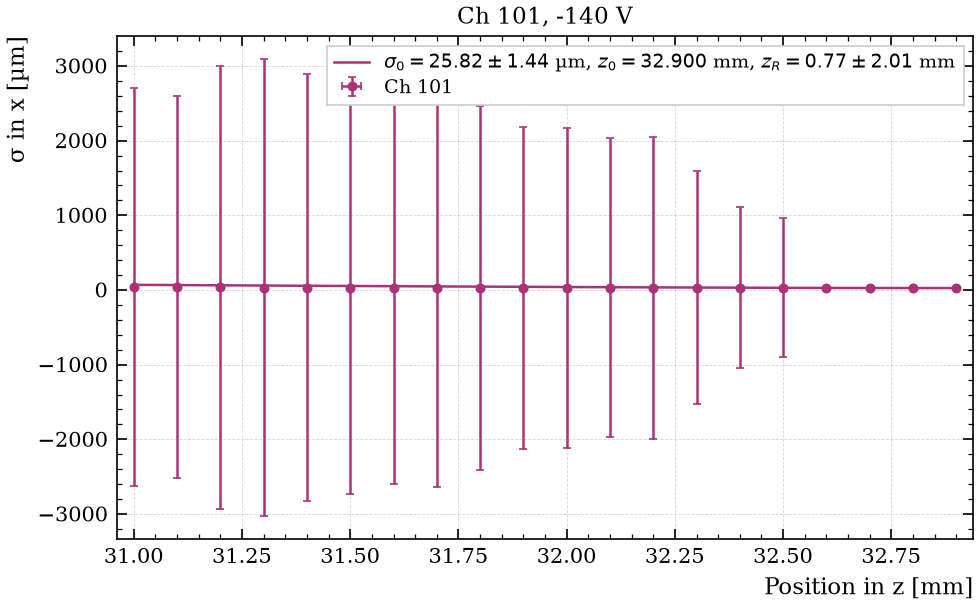 Ch 101, -140 V
σ in x [µm]
σ₀ = 25.82 ± 1.44 µm, z₀ = 32.900 mm, z_R = 0.77 ± 2.01 mm
Ch 101
3000
2000
1000
0
−1000
−2000
−3000
31.00 31.25 31.50 31.75 32.00 32.25 32.50 32.75
Position in z [mm]